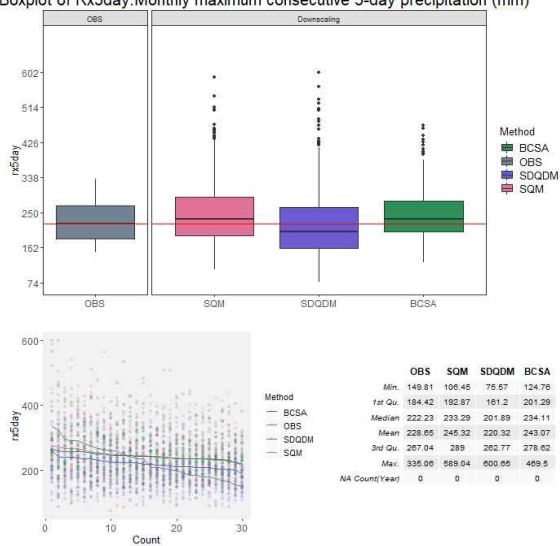 Boxplot of Rx5day:Monthly maximum consecutive 5-day precipitation (mm)
OBS Downscaling
602
514
426
338
250
162
74
rx5day
OBS SQM SDQDM BCSA
Method
BCSA
OBS
SDQDM
SQM
600
400
200
rx5day
0 10 20 30
Count
Method
BCSA
OBS
SDQDM
SQM
OBS SQM SDQDM BCSA
Min. 149.81 106.45 75.57 124.76
1st Qu. 184.42 192.87 161.2 201.29
Median 222.23 233.29 201.89 234.11
Mean 228.65 245.32 220.32 243.07
3rd Qu. 267.04 289 262.77 278.62
Max. 335.06 589.04 600.66 469.5
NA Count(Year) 0 0 0 0